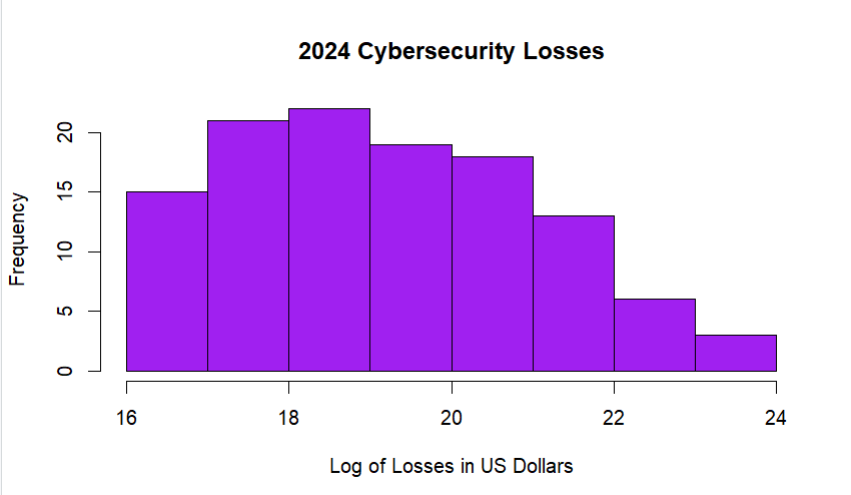 2024 Cybersecurity Losses
20
15
10
5
0
Frequency
16 18 20 22 24
Log of Losses in US Dollars